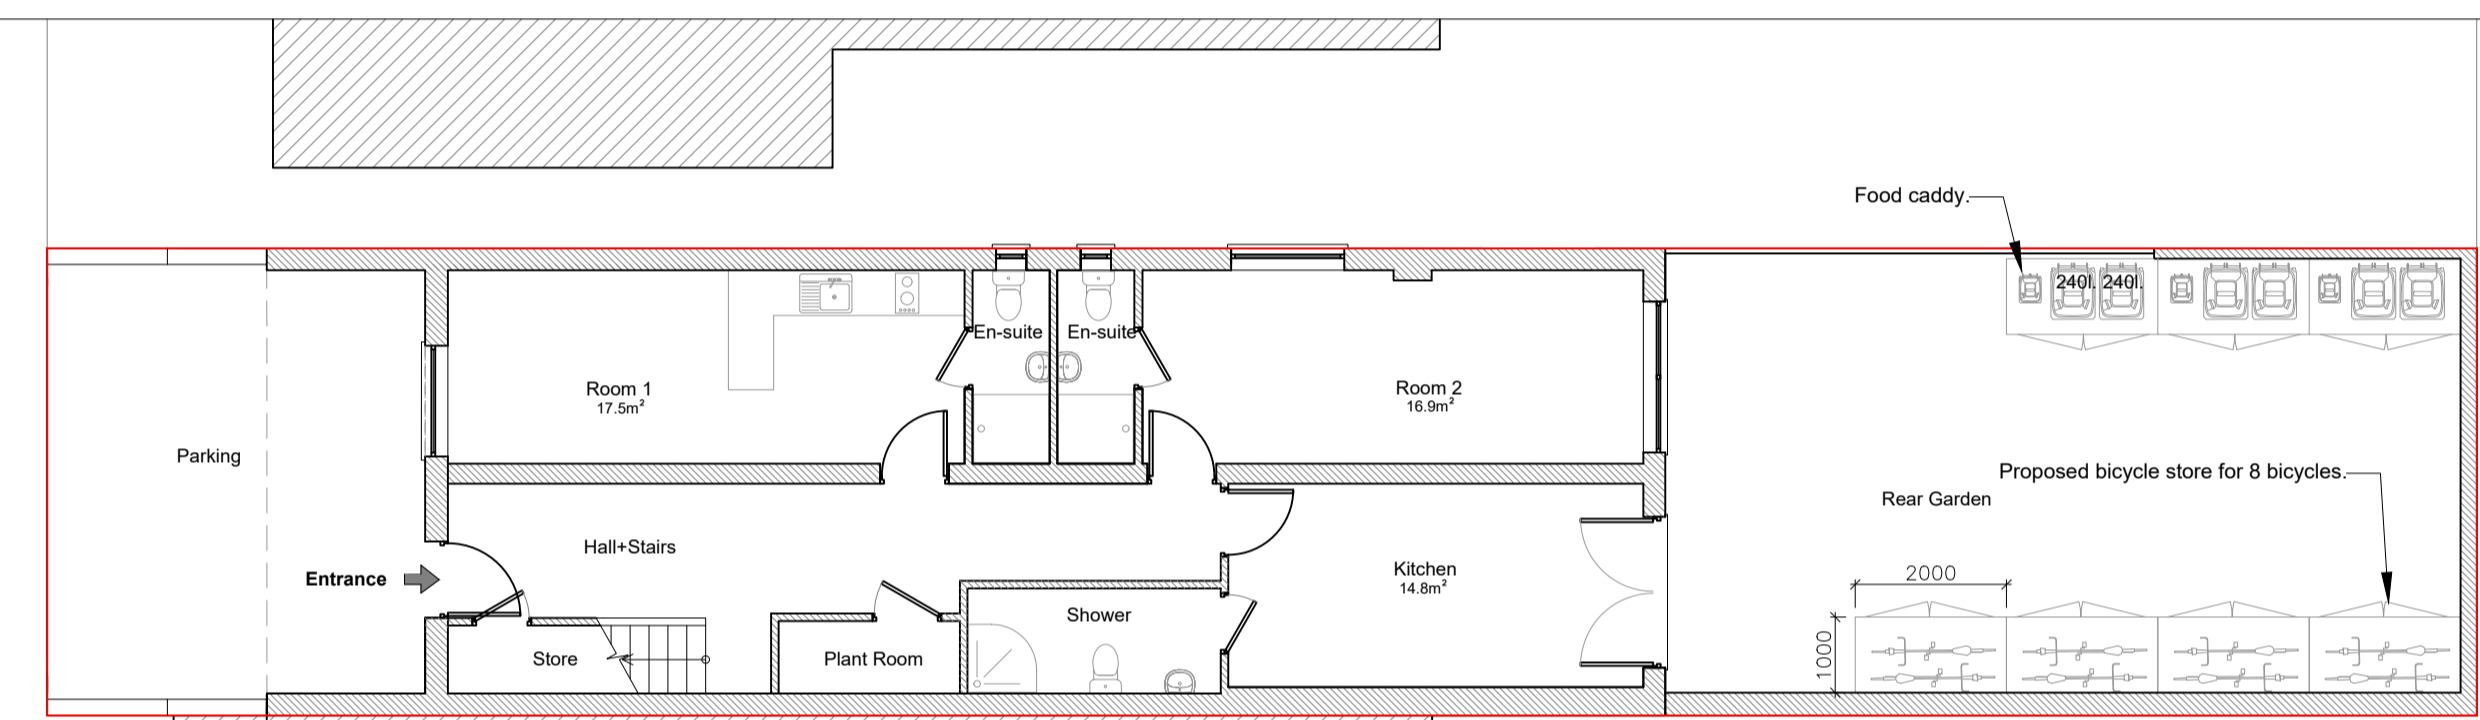 Food caddy.
240l. 240l.
En-suite
En-suite
Room 1
17.5m²
Room 2
16.9m²
Parking
Proposed bicycle store for 8 bicycles.
Rear Garden
Hall+Stairs
Entrance
Kitchen
14.8m²
2000
Shower
1000
Store
Plant Room